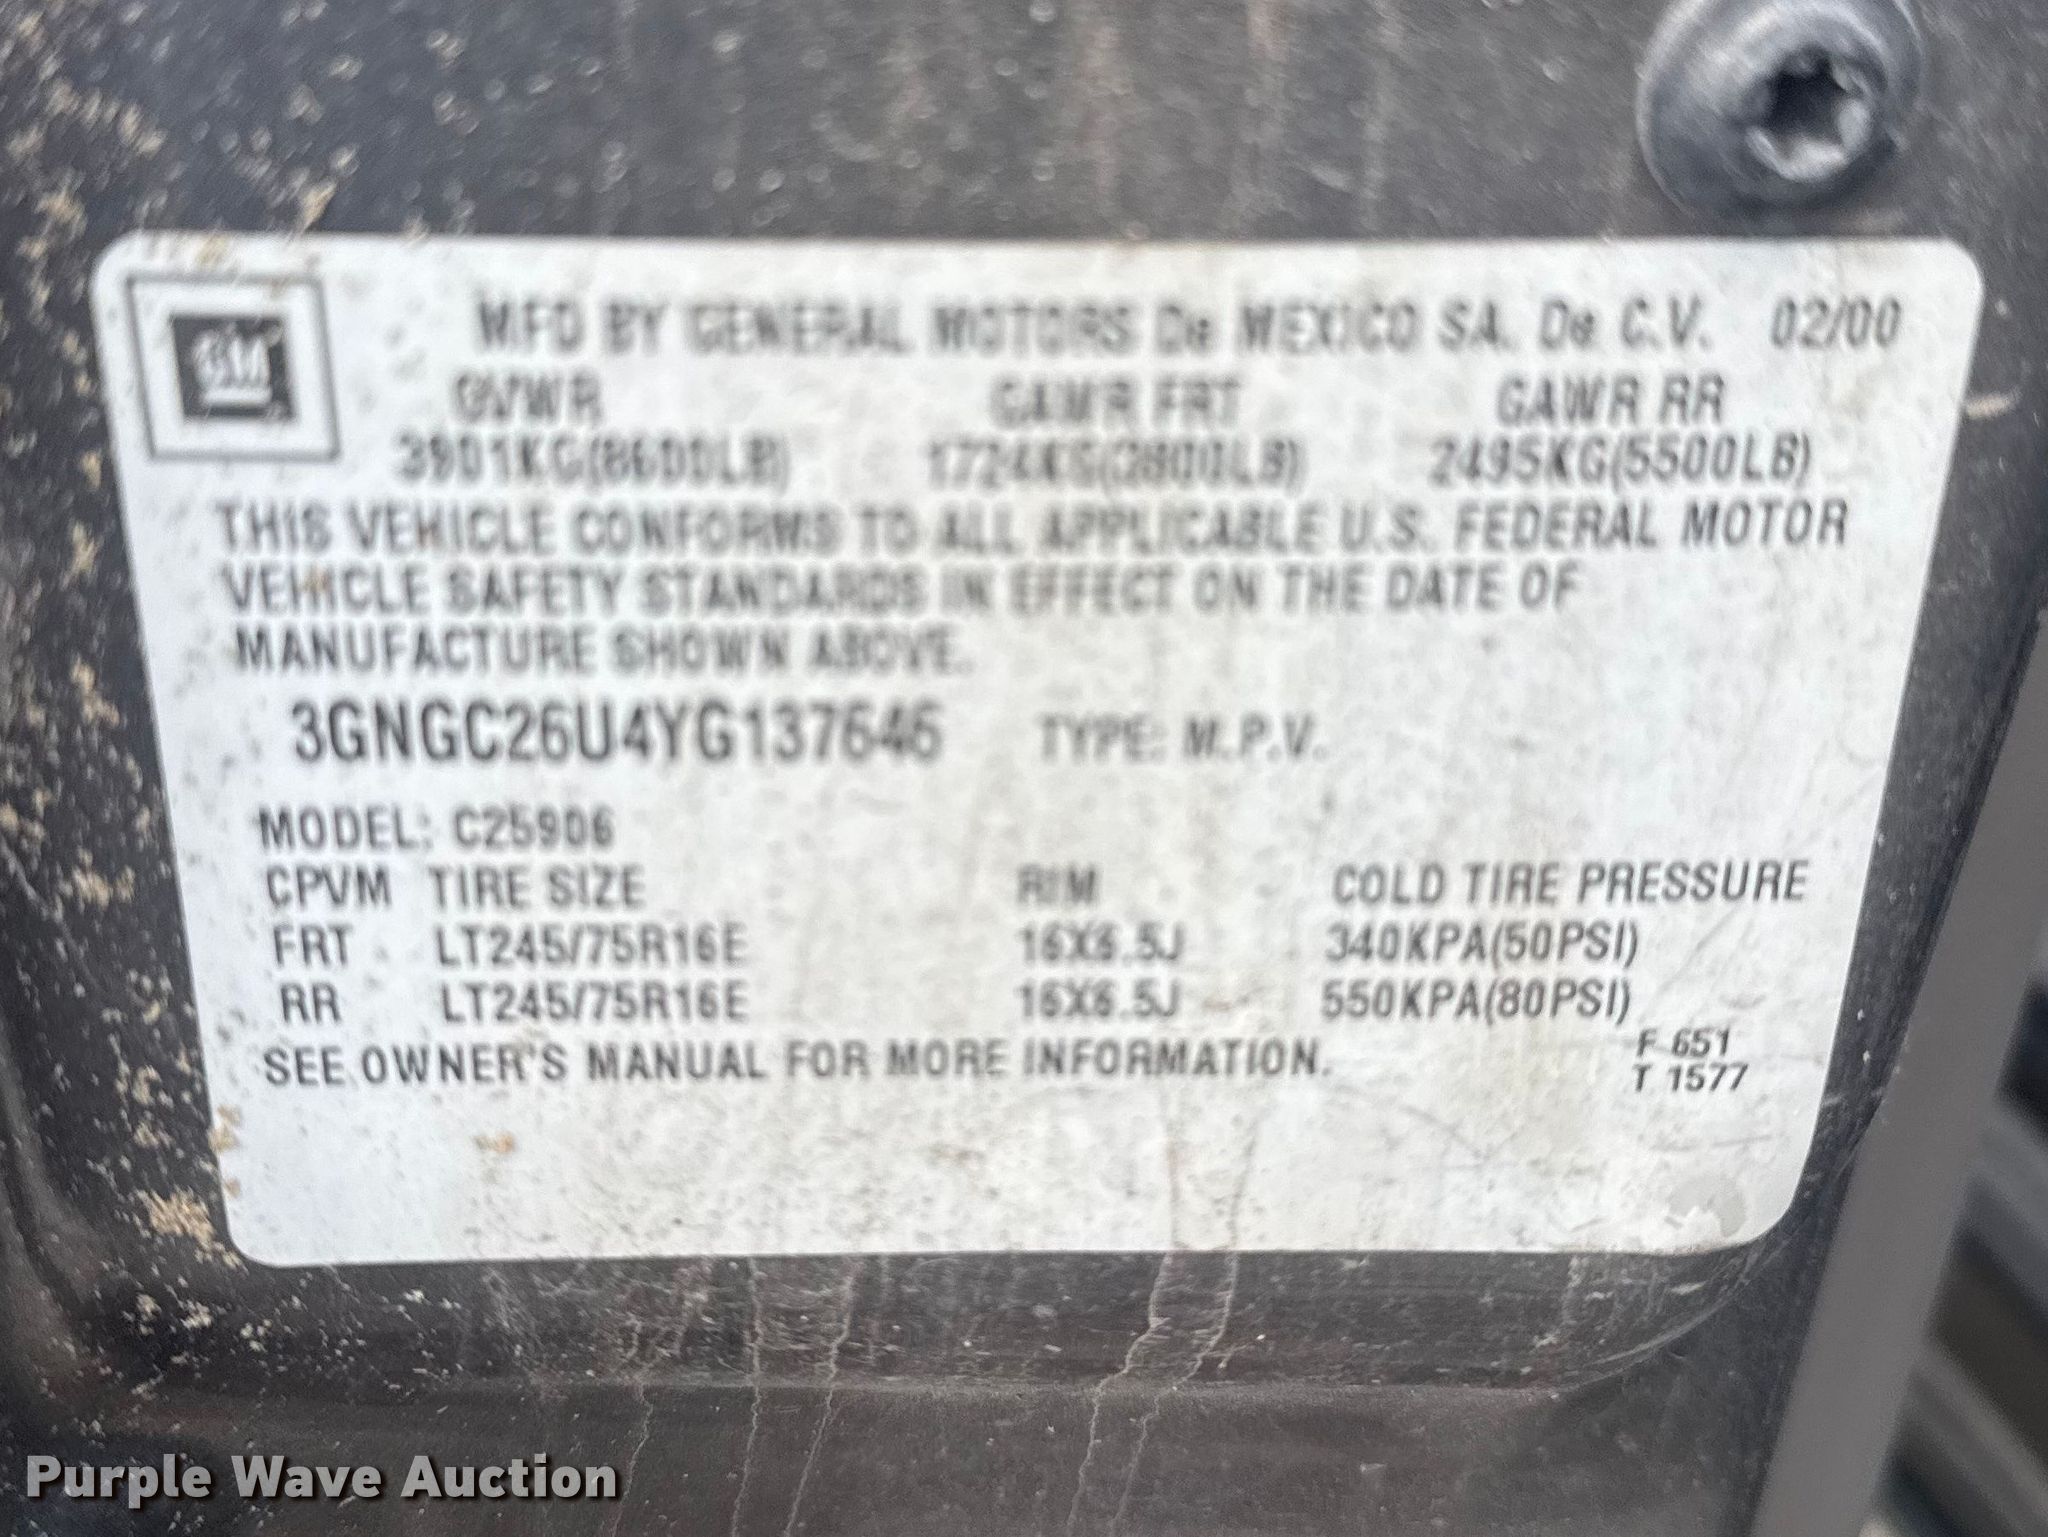 GM
MFD BY GENERAL MOTORS De MEXICO SA. De C.V. 02/00
GVWR GAWR FRT GAWR RR
3901KG(8600LB) 1724KG(3800LB) 2495KG(5500LB)
THIS VEHICLE CONFORMS TO ALL APPLICABLE U.S. FEDERAL MOTOR
VEHICLE SAFETY STANDARDS IN EFFECT ON THE DATE OF
MANUFACTURE SHOWN ABOVE.
3GNGC26U4YG137646 TYPE: M.P.V.
MODEL: C25906
CPVM TIRE SIZE RIM COLD TIRE PRESSURE
FRT LT245/75R16E 16X6.5J 340KPA(50PSI)
RR LT245/75R16E 16X6.5J 550KPA(80PSI)
SEE OWNER'S MANUAL FOR MORE INFORMATION.
F 651
T 1577
Purple Wave Auction